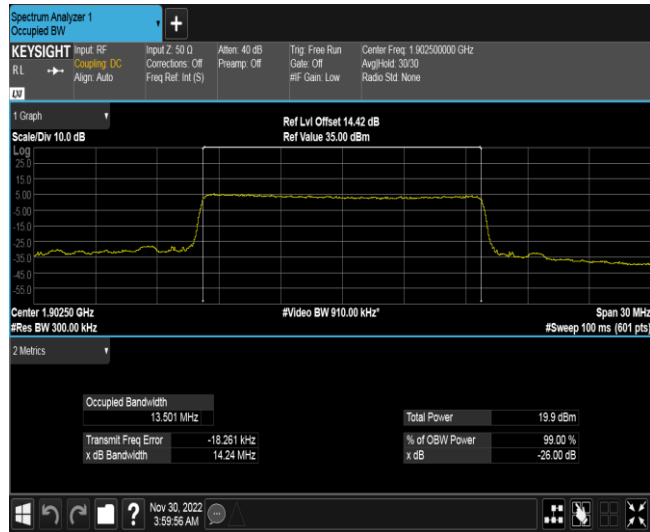 Spectrum Analyzer 1
Occupied BW
+
KEYSIGHT
RL
LXI
Input: RF
Coupling: DC
Align: Auto
Input Z: 50 Ω
Corrections: Off
Freq Ref: Int (S)
Atten: 40 dB
Preamp: Off
Trig: Free Run
Gate: Off
#IF Gain: Low
Center Freq: 1.902500000 GHz
Avg|Hold: 30/30
Radio Std: None
1 Graph
Scale/Div 10.0 dB
Ref Lvl Offset 14.42 dB
Ref Value 35.00 dBm
Log
25.0
15.0
5.00
-5.00
-15.0
-25.0
-35.0
-45.0
-55.0
Center 1.90250 GHz
#Res BW 300.00 kHz
#Video BW 910.00 kHz*
Span 30 MHz
#Sweep 100 ms (601 pts)
2 Metrics
Occupied Bandwidth
13.501 MHz
Transmit Freq Error -18.261 kHz
x dB Bandwidth 14.24 MHz
Total Power 19.9 dBm
% of OBW Power 99.00 %
x dB -26.00 dB
?
Nov 30, 2022
3:59:56 AM